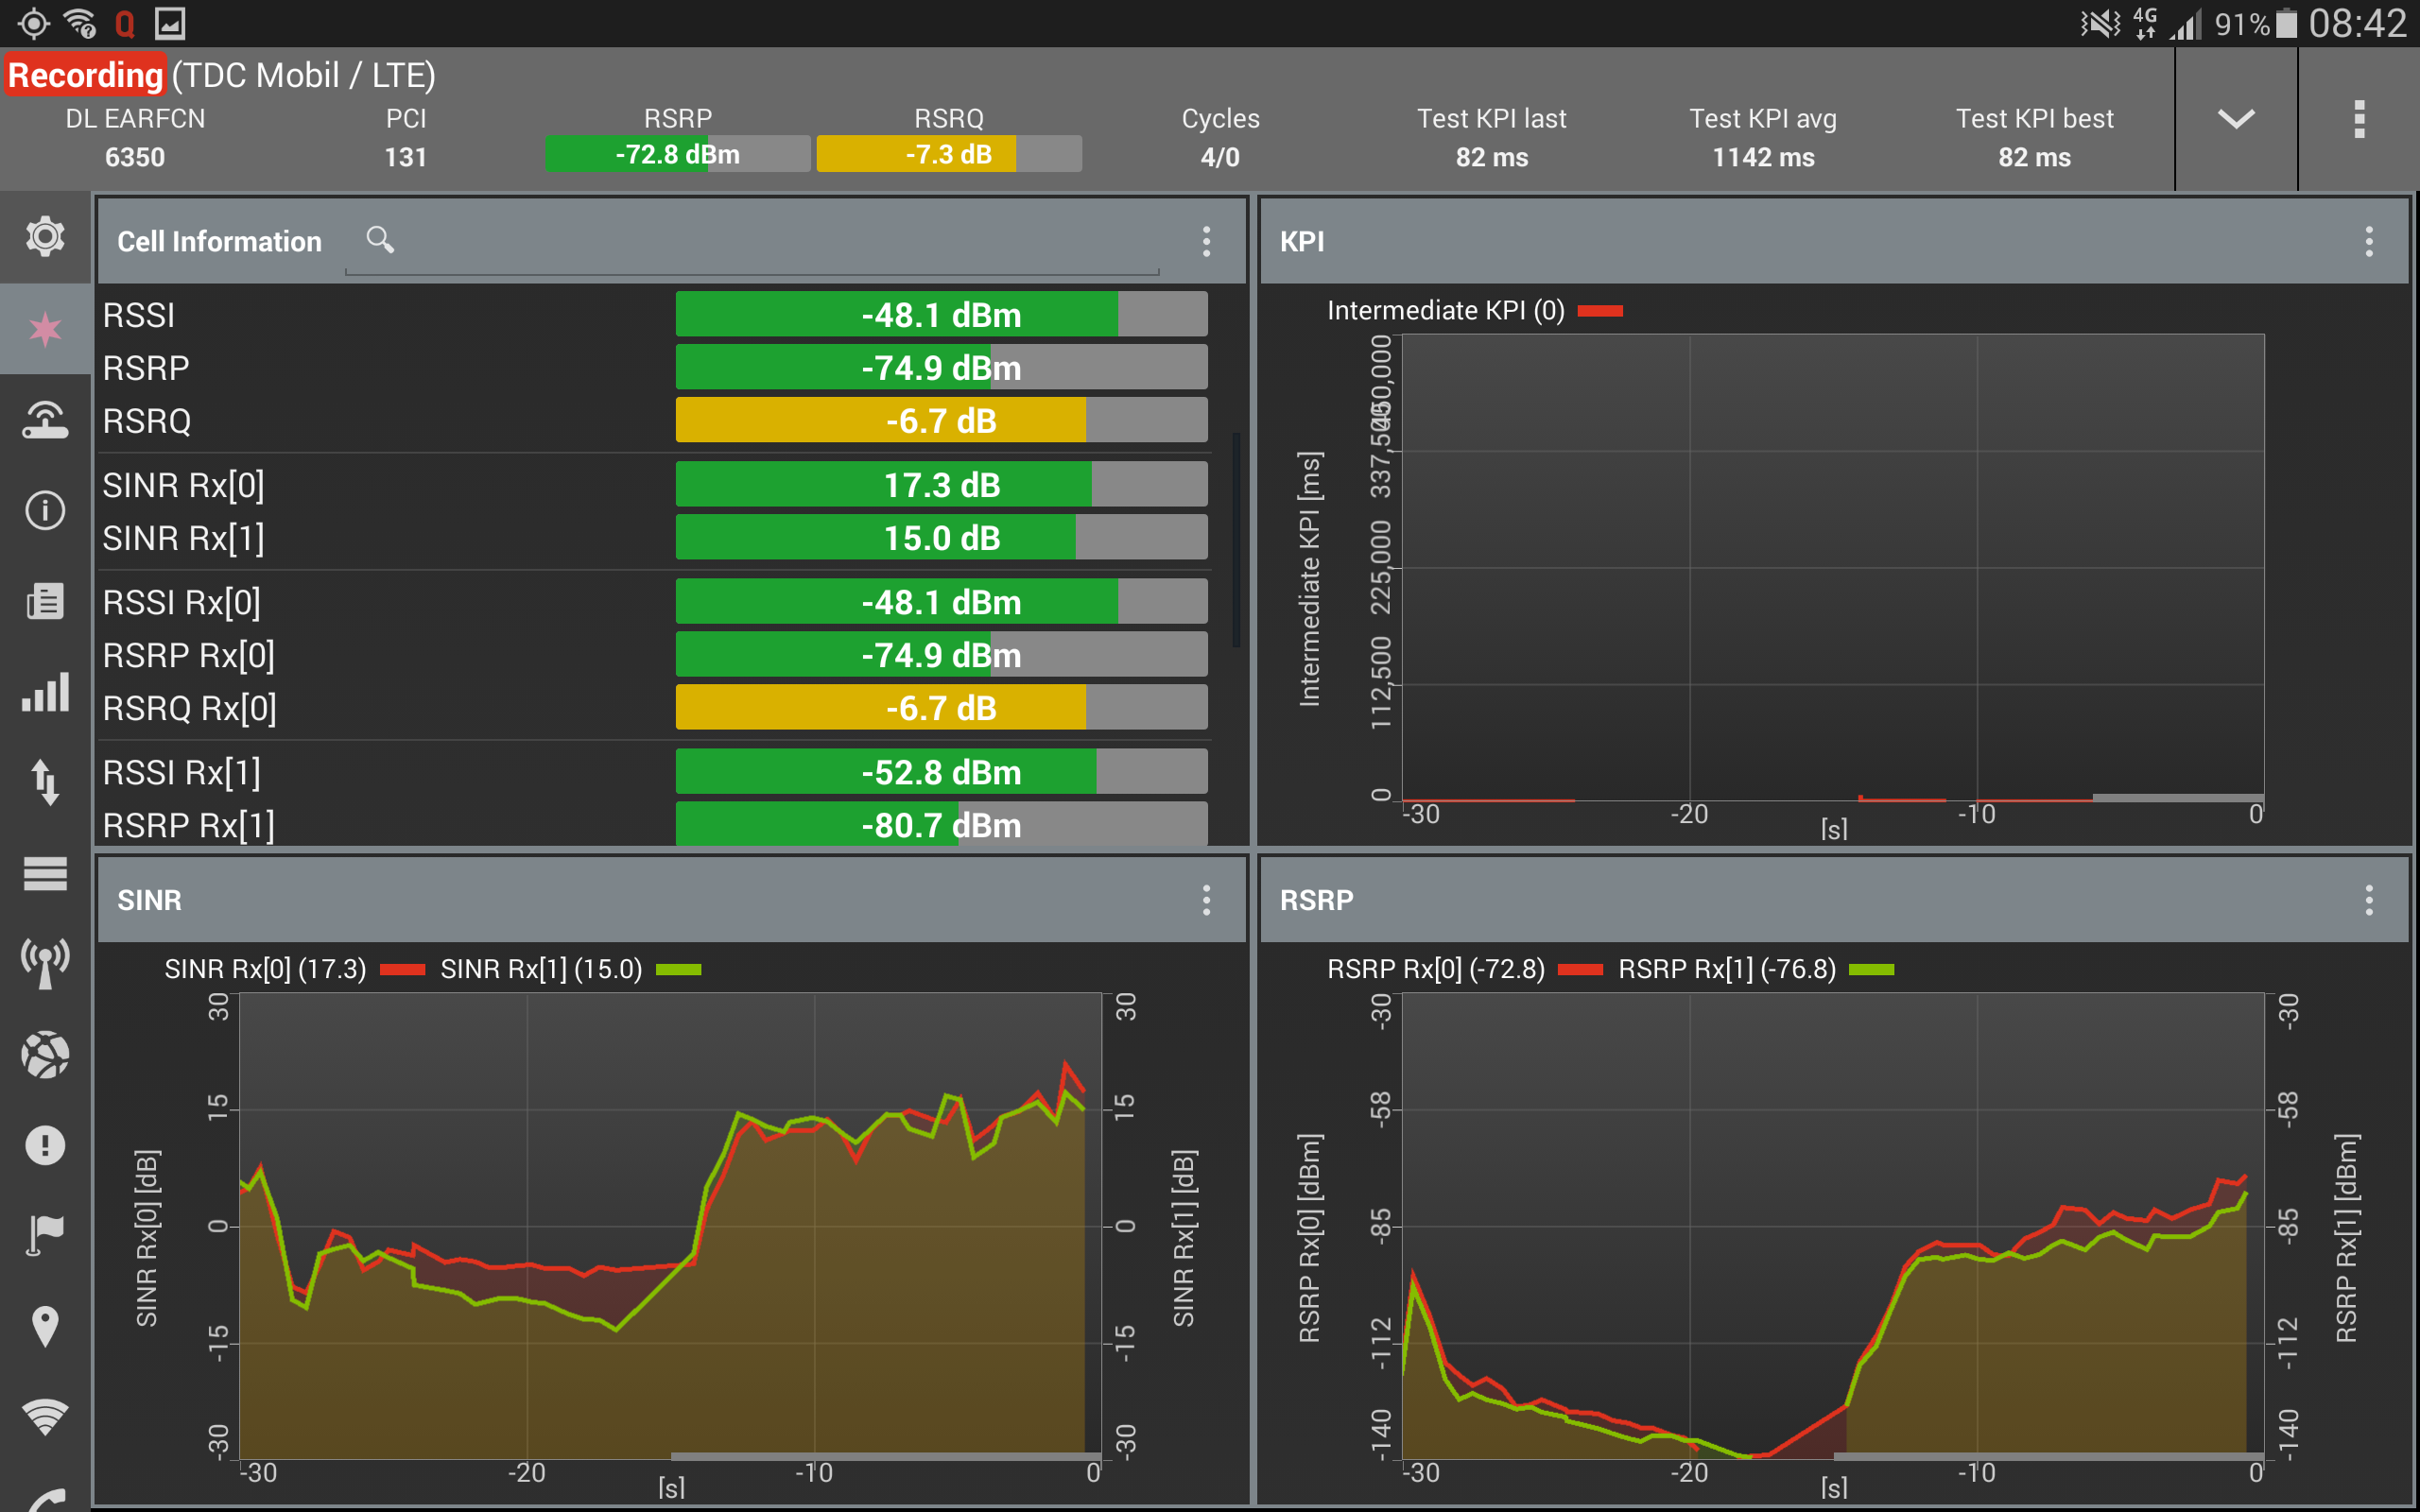 4G 91% 08:42
Recording (TDC Mobil / LTE)
DL EARFCN PCI RSRP RSRQ Cycles Test KPI last Test KPI avg Test KPI best
6350 131 -72.8 dBm -7.3 dB 4/0 82 ms 1142 ms 82 ms
Cell Information
RSSI -48.1 dBm
RSRP -74.9 dBm
RSRQ -6.7 dB
SINR Rx[0] 17.3 dB
SINR Rx[1] 15.0 dB
RSSI Rx[0] -48.1 dBm
RSRP Rx[0] -74.9 dBm
RSRQ Rx[0] -6.7 dB
RSSI Rx[1] -52.8 dBm
RSRP Rx[1] -80.7 dBm
KPI
Intermediate KPI (0)
Intermediate KPI [ms]
450,000
337,500
225,000
112,500
0
-30 -20 -10 0
[s]
SINR
SINR Rx[0] (17.3) SINR Rx[1] (15.0)
SINR Rx[0] [dB]
30 15 0 -15 -30
30 15 0 -15 -30
SINR Rx[1] [dB]
-30 -20 -10 0
[s]
RSRP
RSRP Rx[0] (-72.8) RSRP Rx[1] (-76.8)
RSRP Rx[0] [dBm]
-30 -58 -85 -112 -140
-30 -58 -85 -112 -140
RSRP Rx[1] [dBm]
-30 -20 -10 0
[s]